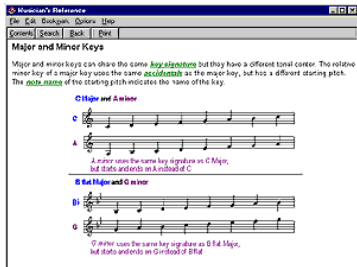 Musician's Reference
File Edit Bookmark Options Help
Contents Search Back Print
Major and Minor Keys
Major and minor keys can share the same key signature but they have a different tonal center. The relative
minor key of a major key uses the same accidentals as the major key, but has a different starting pitch.
The note name of the starting pitch indicates the name of the key.
C Major and A minor
C
A
A minor uses the same key signature as C Major,
but starts and ends on A instead of C
B flat Major and G minor
Bb
G
G minor uses the same key signature as B flat Major,
but starts and ends on G instead of B flat